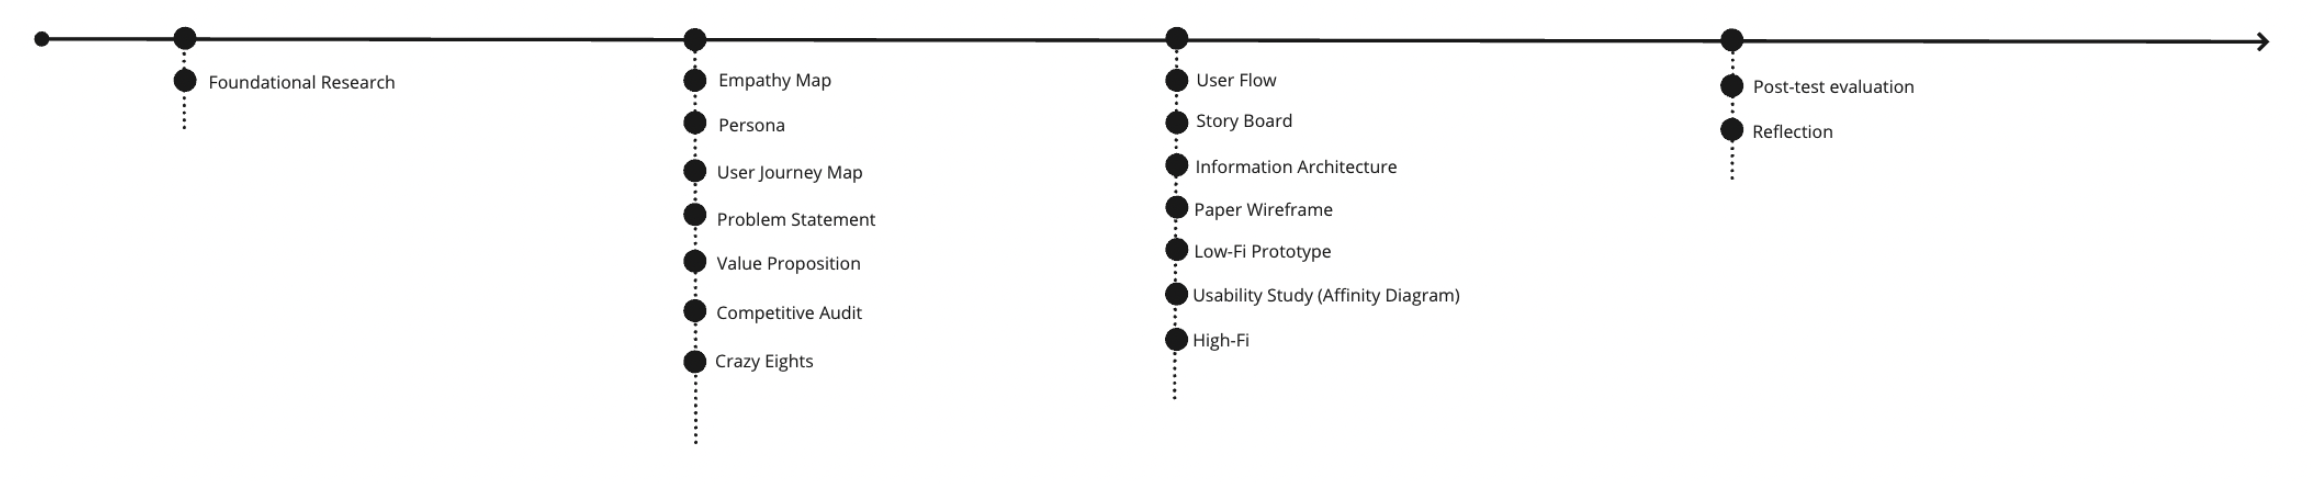 Foundational Research
Empathy Map
Persona
User Journey Map
Problem Statement
Value Proposition
Competitive Audit
Crazy Eights
User Flow
Story Board
Information Architecture
Paper Wireframe
Low-Fi Prototype
Usability Study (Affinity Diagram)
High-Fi
Post-test evaluation
Reflection